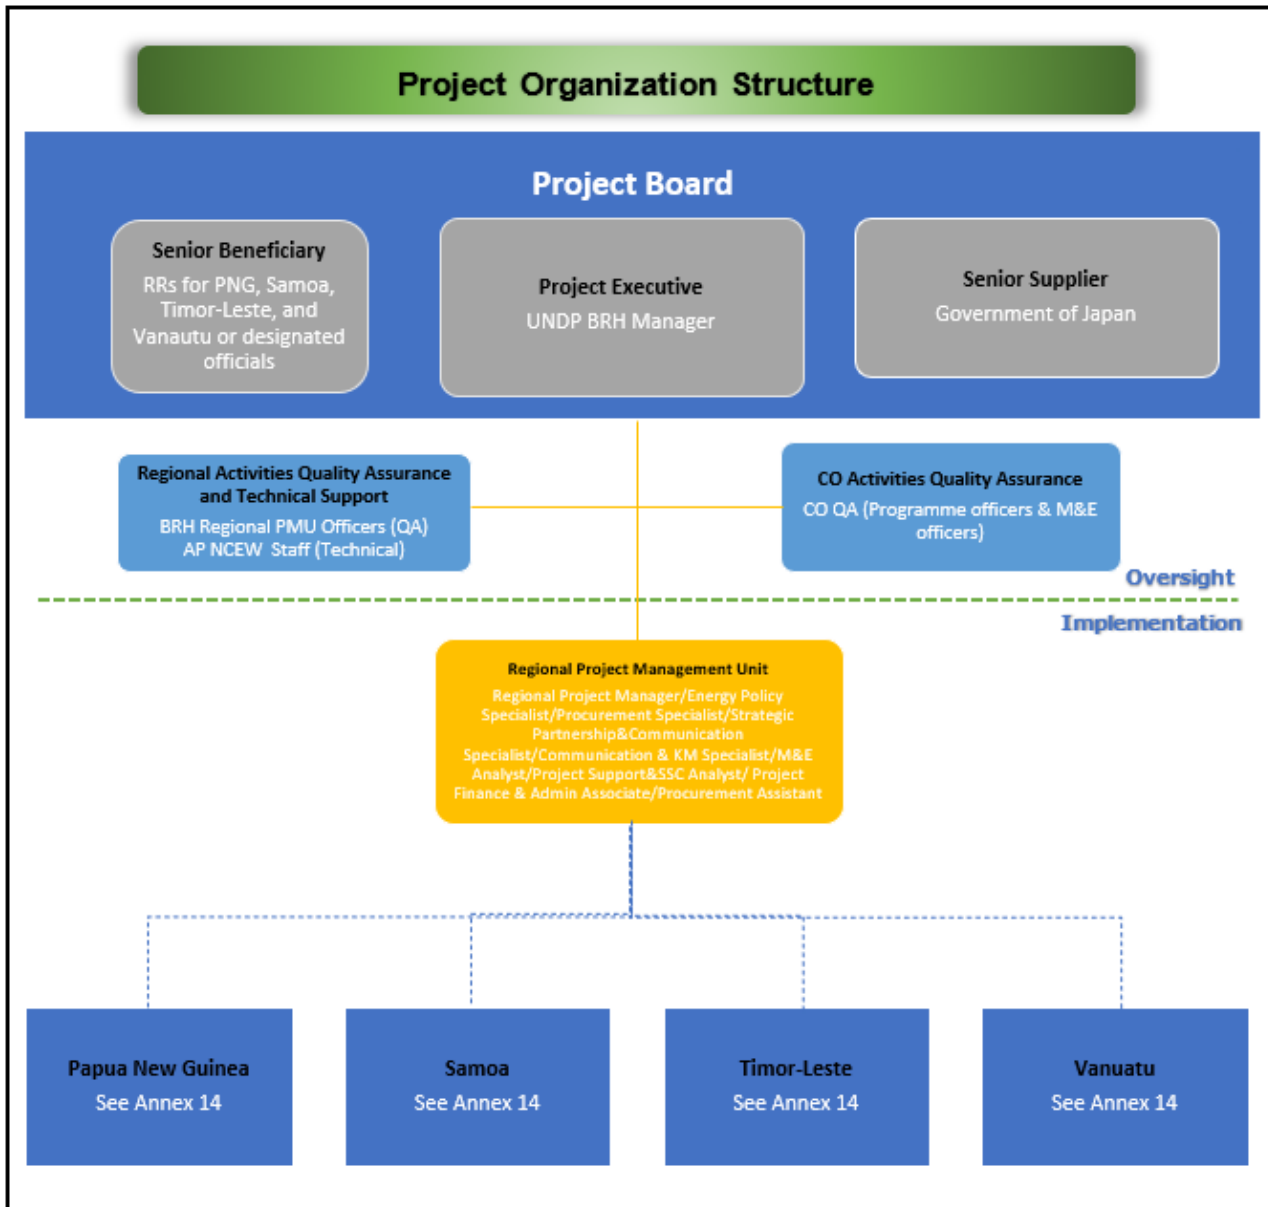 Project Organization Structure
Project Board
Senior Beneficiary
RRs for PNG, Samoa,
Timor-Leste, and
Vanautu or designated
officials
Project Executive
UNDP BRH Manager
Senior Supplier
Government of Japan
Regional Activities Quality Assurance
and Technical Support
BRH Regional PMU Officers (QA)
AP NCEW Staff (Technical)
CO Activities Quality Assurance
CO QA (Programme officers & M&E
officers)
Oversight
Implementation
Regional Project Management Unit
Regional Project Manager/Energy Policy
Specialist/Procurement Specialist/Strategic
Partnership&Communication
Specialist/Communication & KM Specialist/M&E
Analyst/Project Support&SSC Analyst/ Project
Finance & Admin Associate/Procurement Assistant
Papua New Guinea
See Annex 14
Samoa
See Annex 14
Timor-Leste
See Annex 14
Vanuatu
See Annex 14